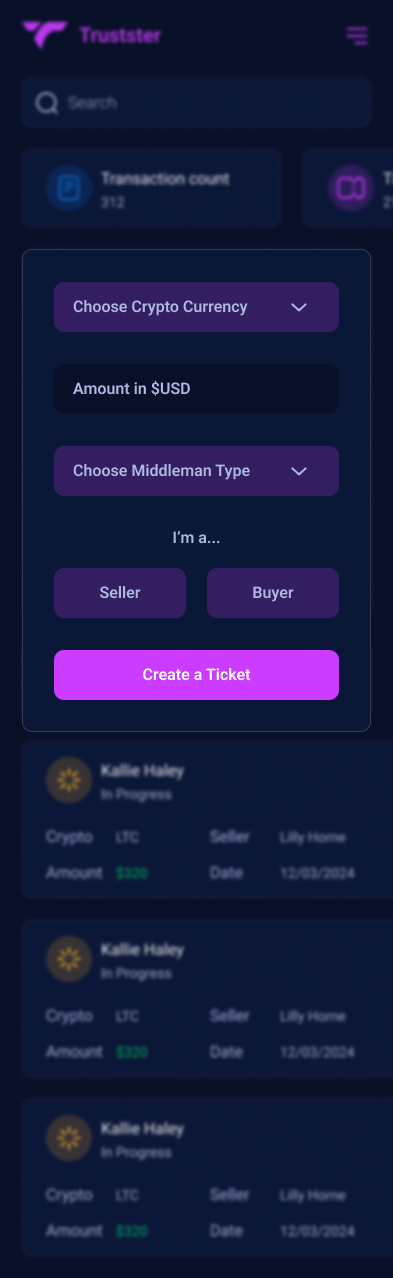 Trustster
Search
Transaction count
312
Choose Crypto Currency
Amount in $USD
Choose Middleman Type
I'm a...
Seller Buyer
Create a Ticket
Kallie Haley
In Progress
Crypto LTC Seller Lilly Horne
Amount $320 Date 12/03/2024
Kallie Haley
In Progress
Crypto LTC Seller Lilly Horne
Amount $320 Date 12/03/2024
Kallie Haley
In Progress
Crypto LTC Seller Lilly Horne
Amount $320 Date 12/03/2024